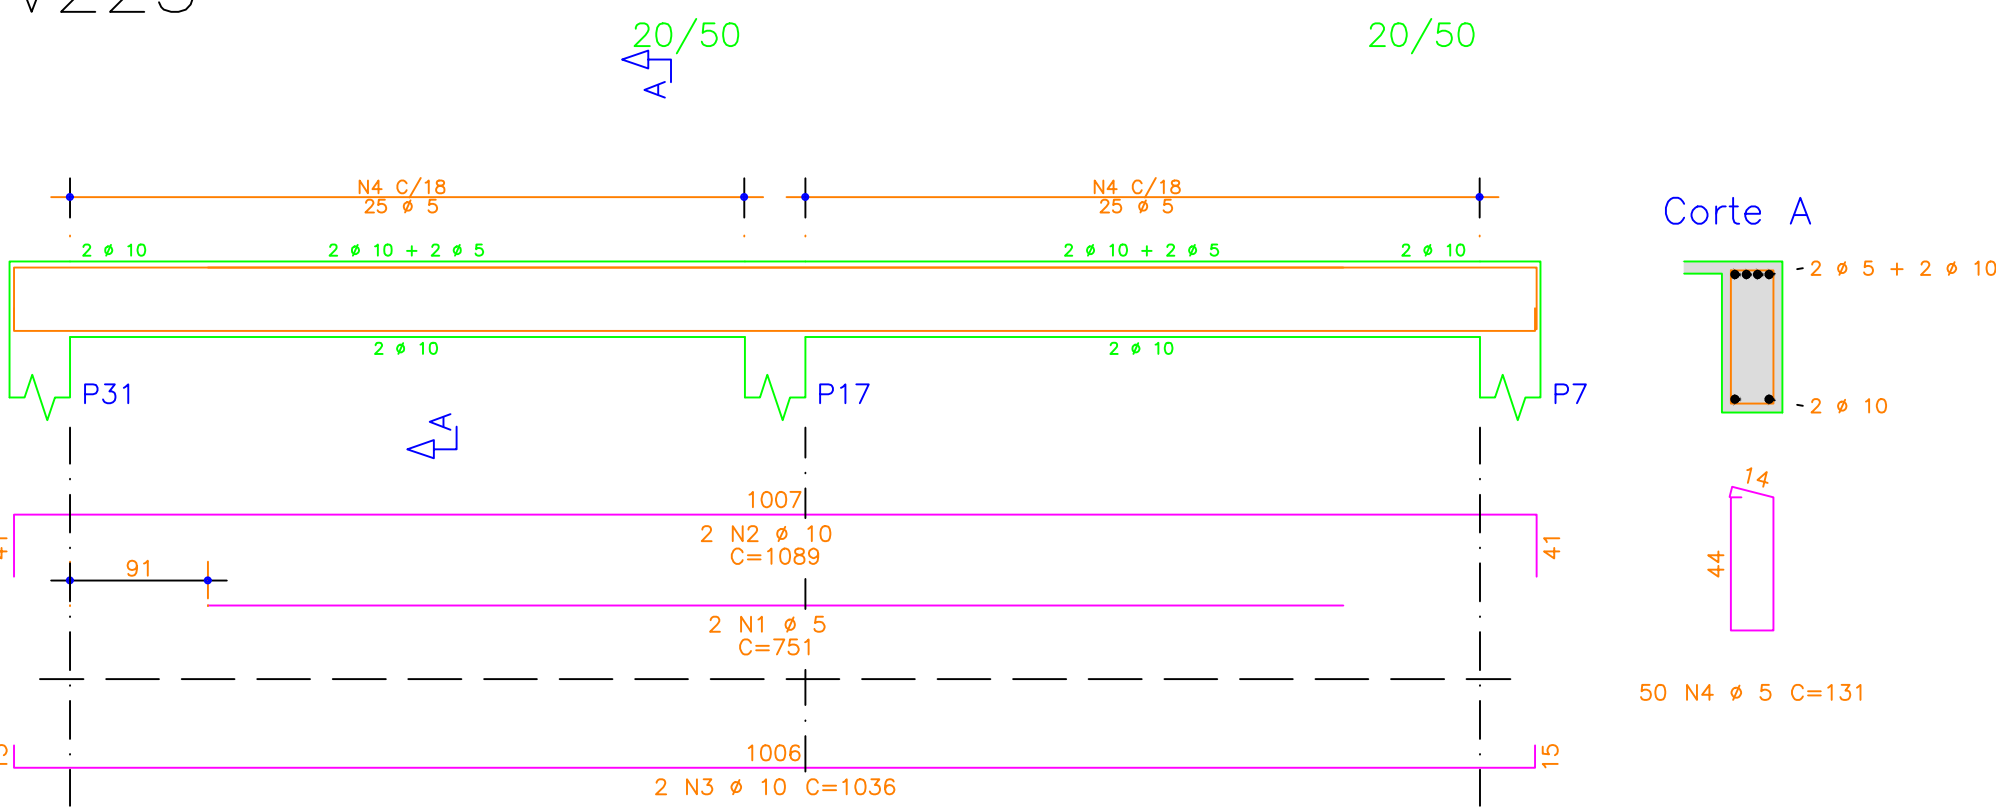 20/50 20/50
A
N4 C/18 N4 C/18
25 ø 5 25 ø 5
Corte A
2 ø 10 2 ø 10 + 2 ø 5 2 ø 10 + 2 ø 5 2 ø 10
2 ø 5 + 2 ø 10
2 ø 10 2 ø 10
P31 P17 P7
2 ø 10
A
14
1007
2 N2 ø 10
C=1089
41 41
44
91
2 N1 ø 5
C=751
50 N4 ø 5 C=131
1006
15 15
2 N3 ø 10 C=1036